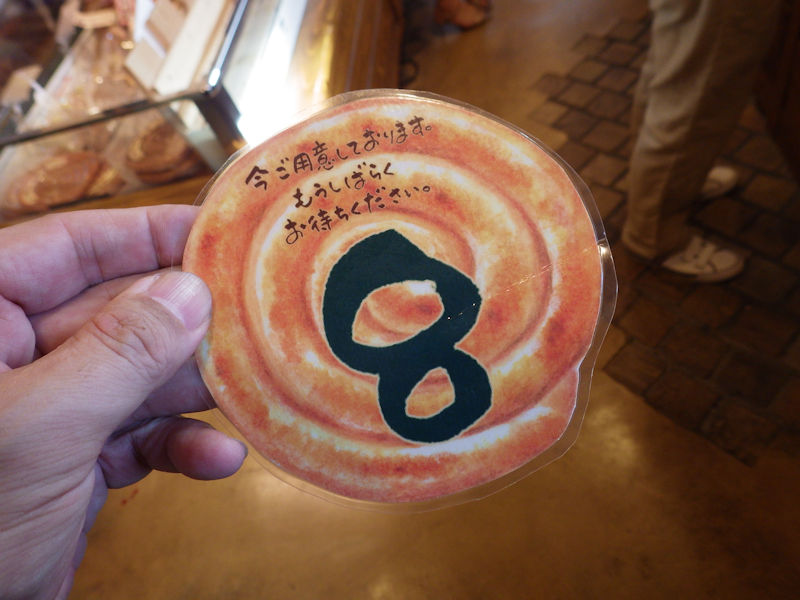 今ご用意しております。
もうしばらく
お待ちください。
8